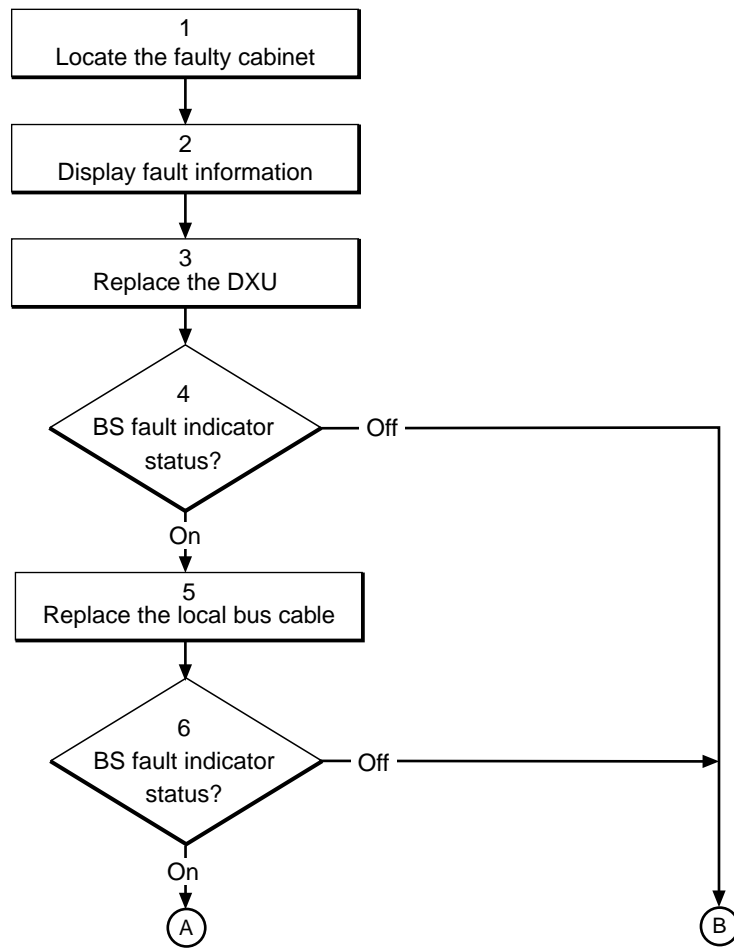 1
Locate the faulty cabinet
2
Display fault information
3
Replace the DXU
4
BS fault indicator
status?
Off
On
5
Replace the local bus cable
6
BS fault indicator
status?
Off
On
A
B